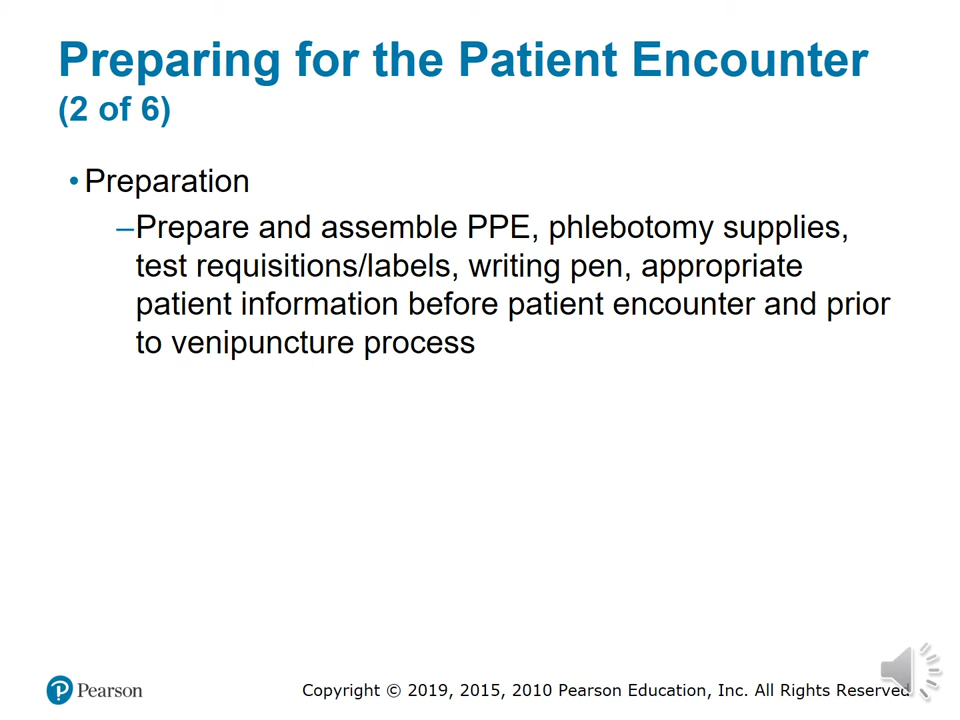 Preparing for the Patient Encounter
(2 of 6)
• Preparation
–Prepare and assemble PPE, phlebotomy supplies,
test requisitions/labels, writing pen, appropriate
patient information before patient encounter and prior
to venipuncture process
Pearson
Copyright © 2019, 2015, 2010 Pearson Education, Inc. All Rights Reserved